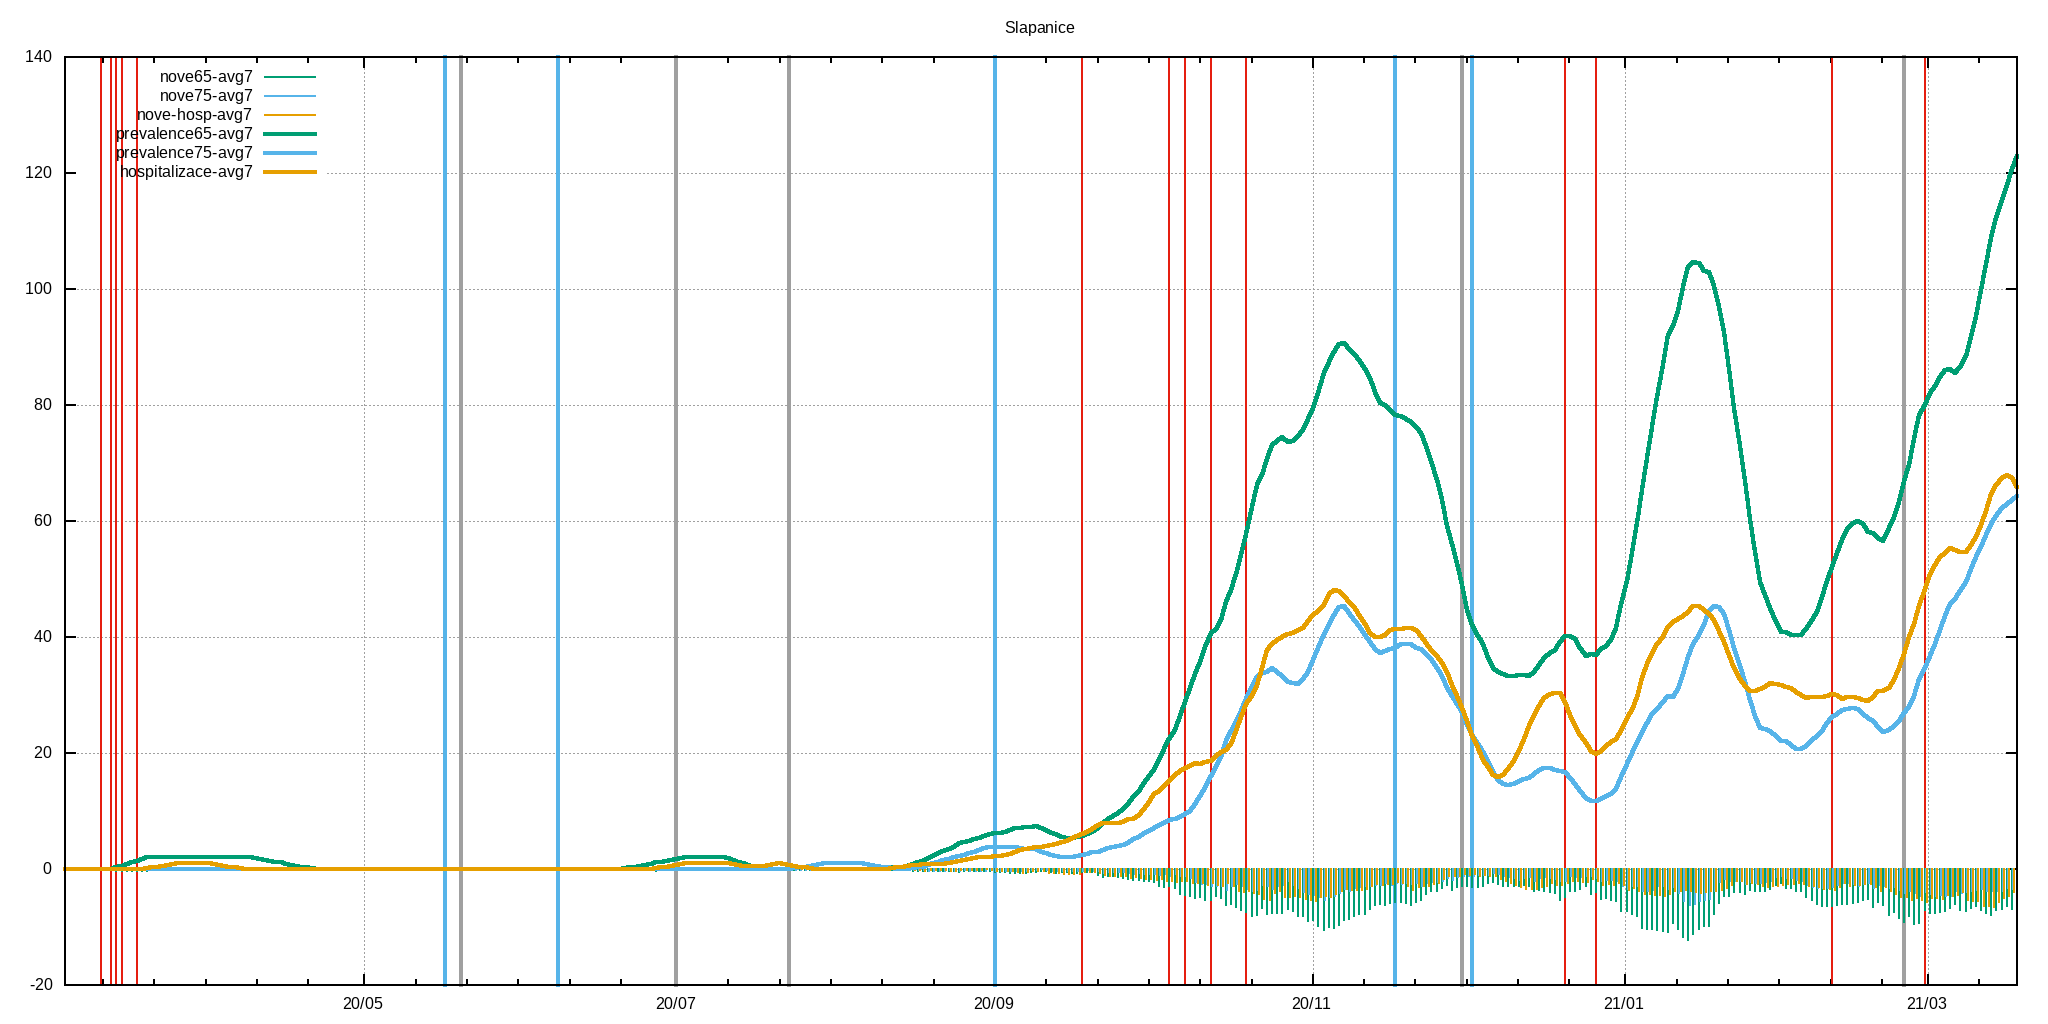 Slapanice
140
120
100
80
60
40
20
0
-20
nove65-avg7
nove75-avg7
nove-hosp-avg7
prevalence65-avg7
prevalence75-avg7
hospitalizace-avg7
20/05 20/07 20/09 20/11 21/01 21/03